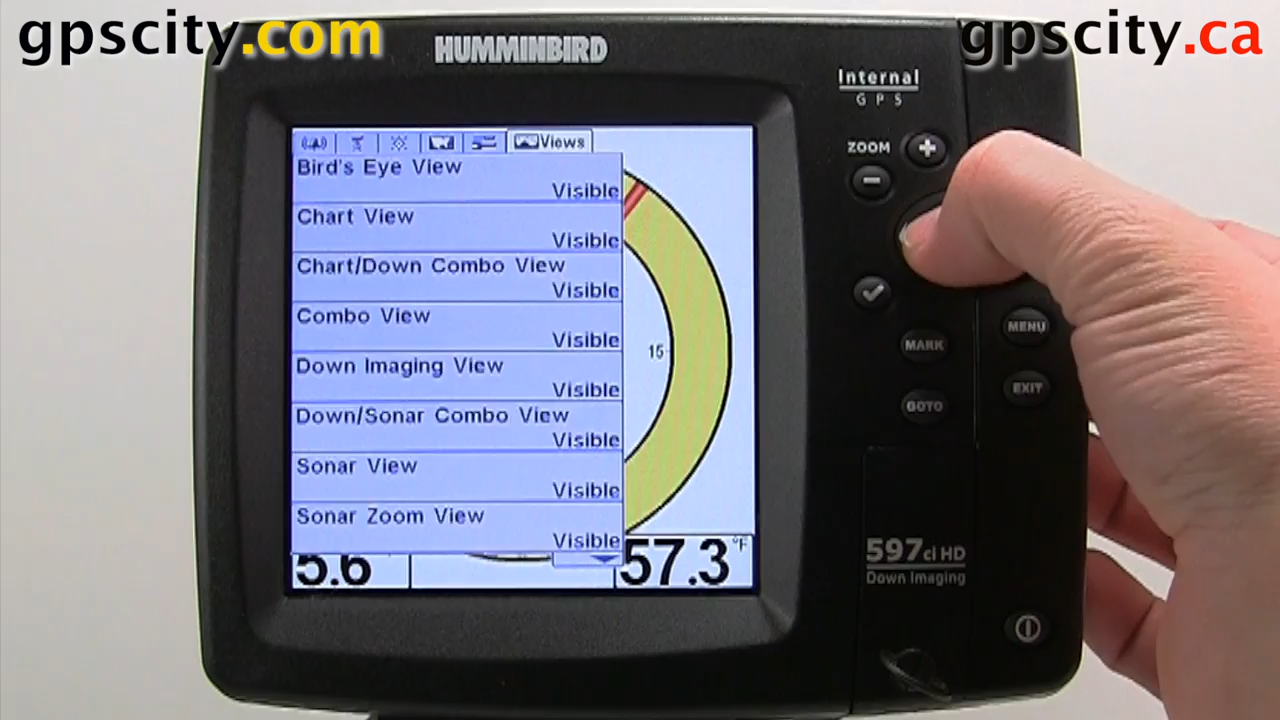 gpscity.com
gpscity.ca
HUMMINBIRD
Internal
GPS
ZOOM
Views
Bird's Eye View
Visible
Chart View
Visible
Chart/Down Combo View
Visible
Combo View
Visible
Down Imaging View
Visible
Down/Sonar Combo View
Visible
Sonar View
Visible
Sonar Zoom View
Visible
15
5.6
57.3 °F
MARK
MENU
GOTO
EXIT
597ci HD
Down Imaging